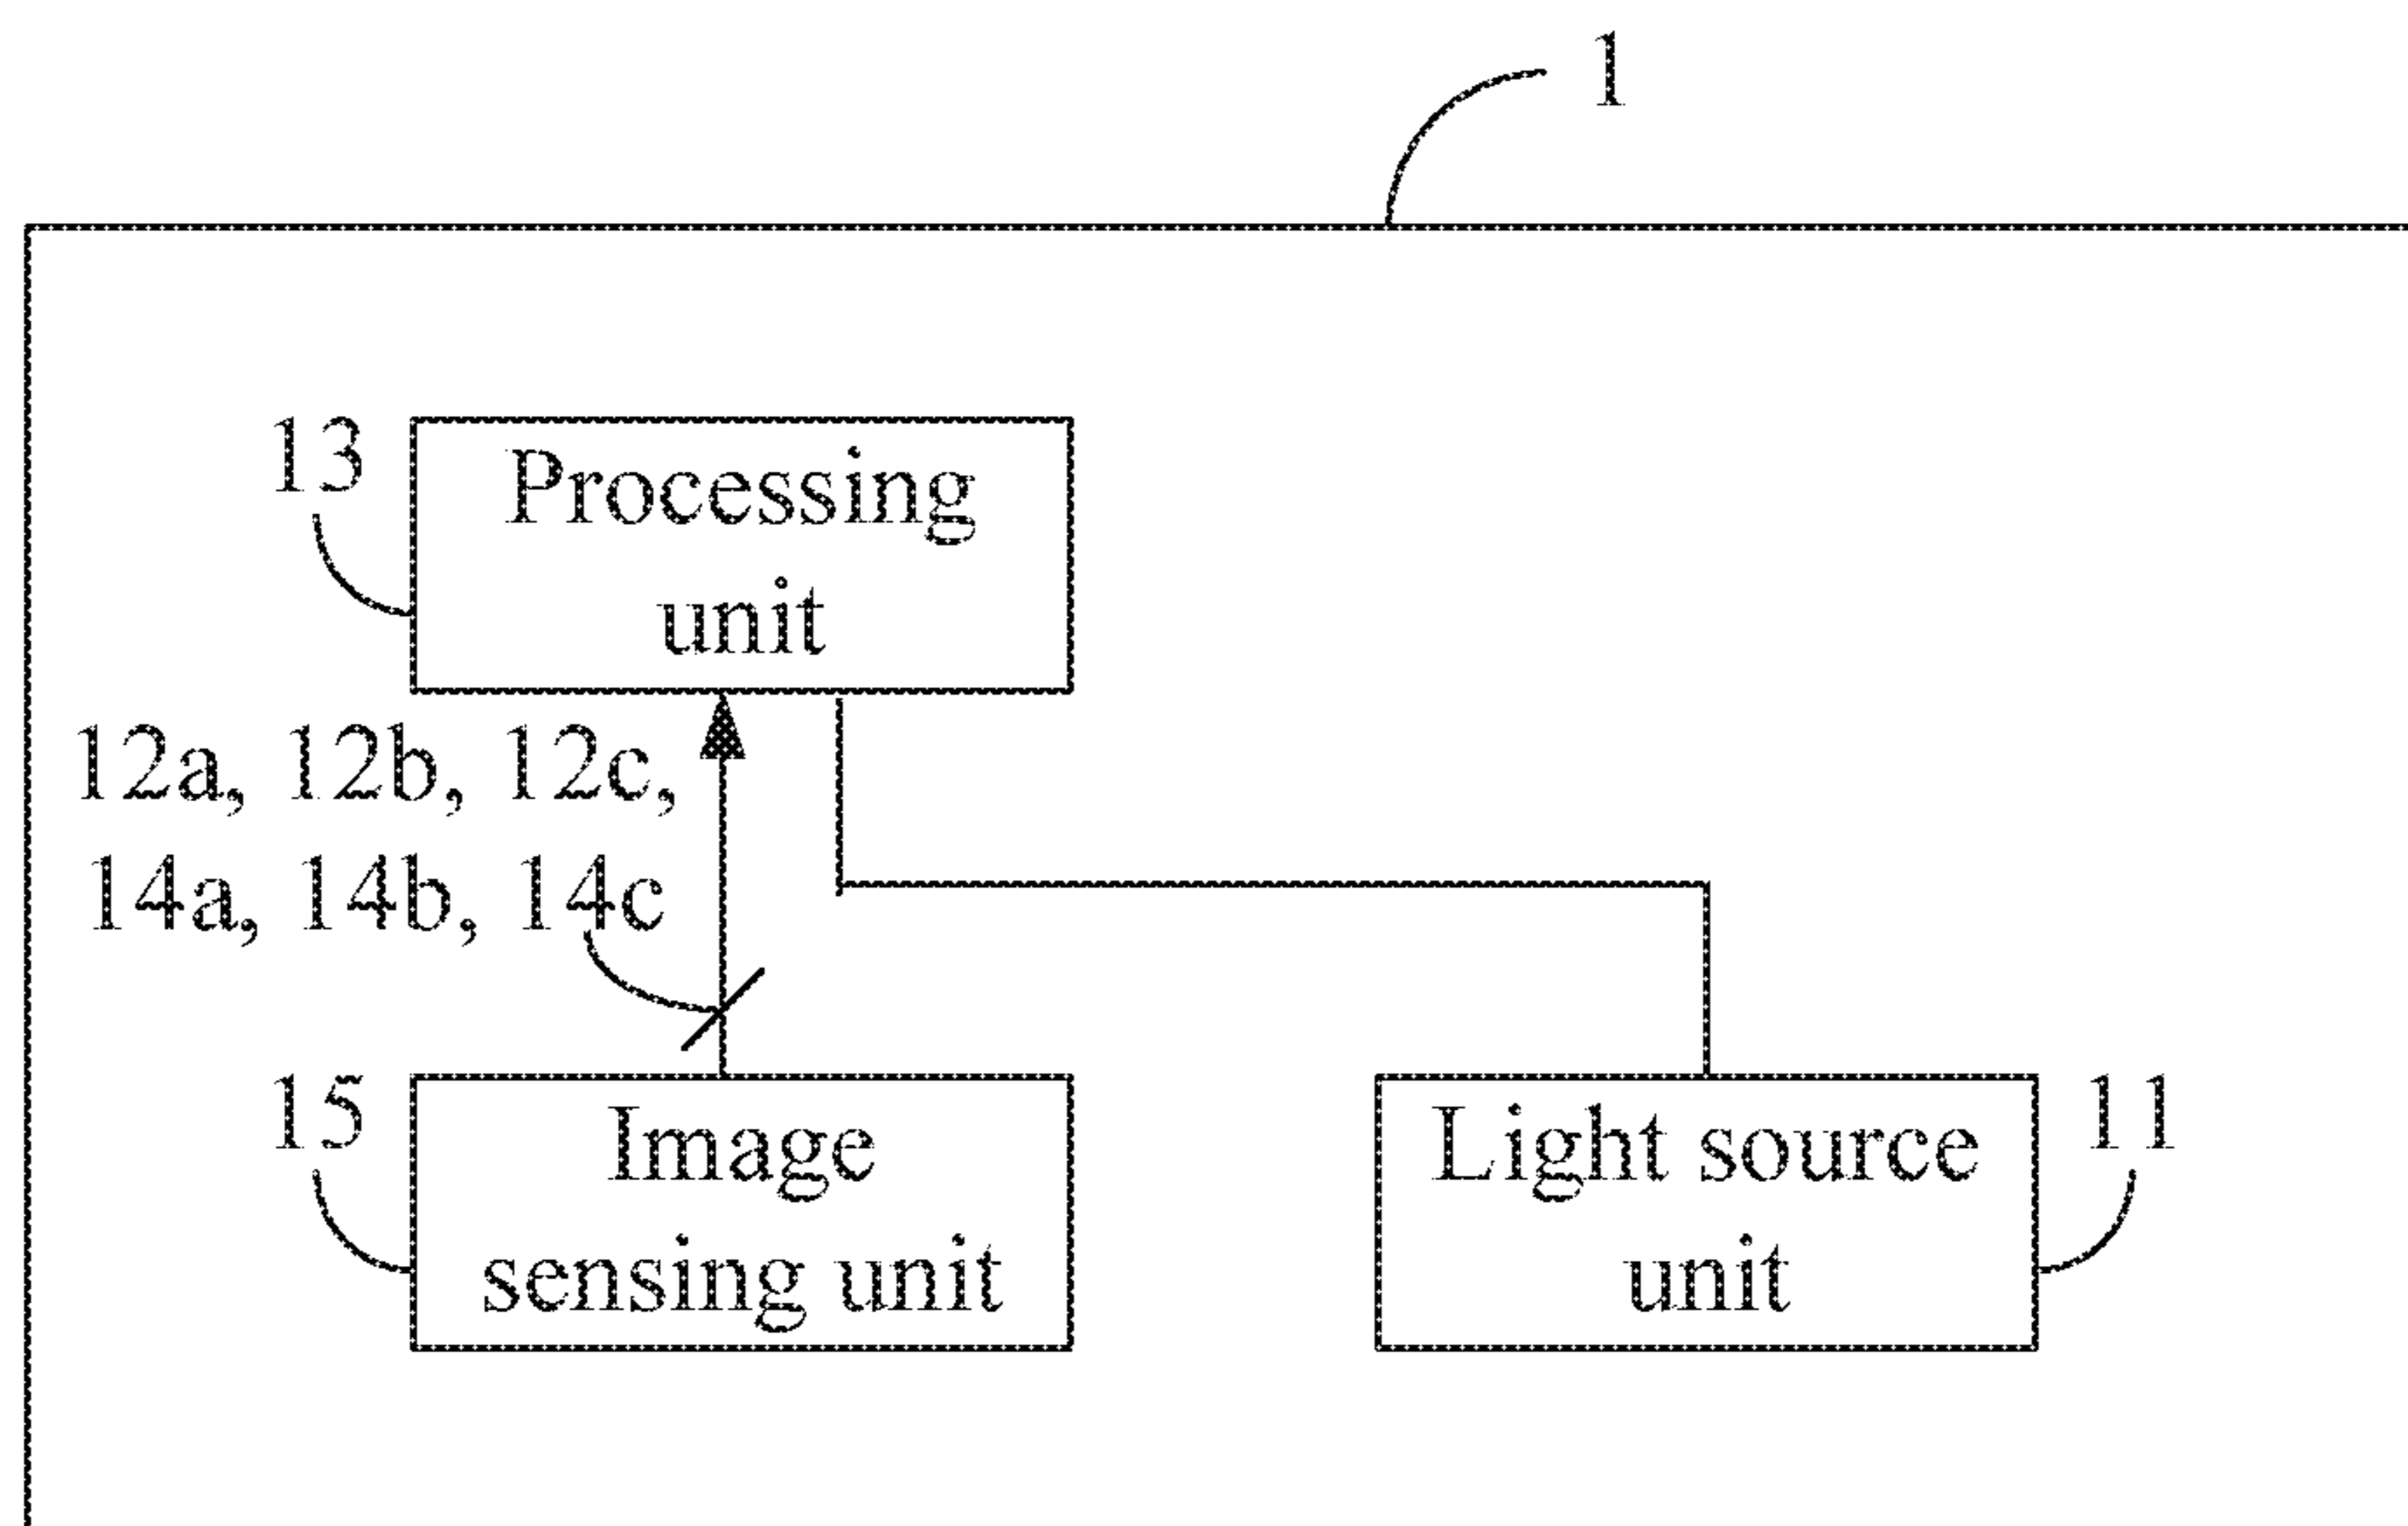 1
13
Processing
unit
12a, 12b, 12c,
14a, 14b, 14c
15
Image
sensing unit
Light source
unit
11